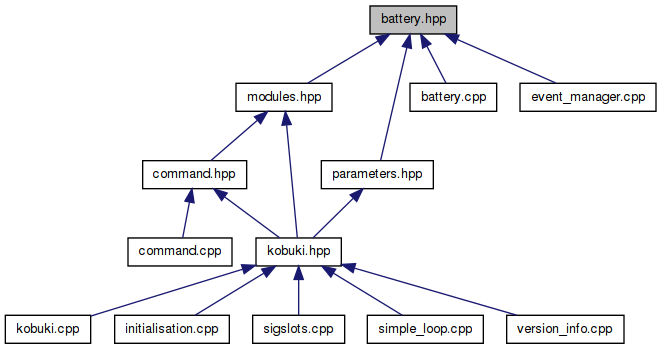 battery.hpp
modules.hpp
battery.cpp
event_manager.cpp
command.hpp
parameters.hpp
command.cpp
kobuki.hpp
kobuki.cpp
initialisation.cpp
sigslots.cpp
simple_loop.cpp
version_info.cpp